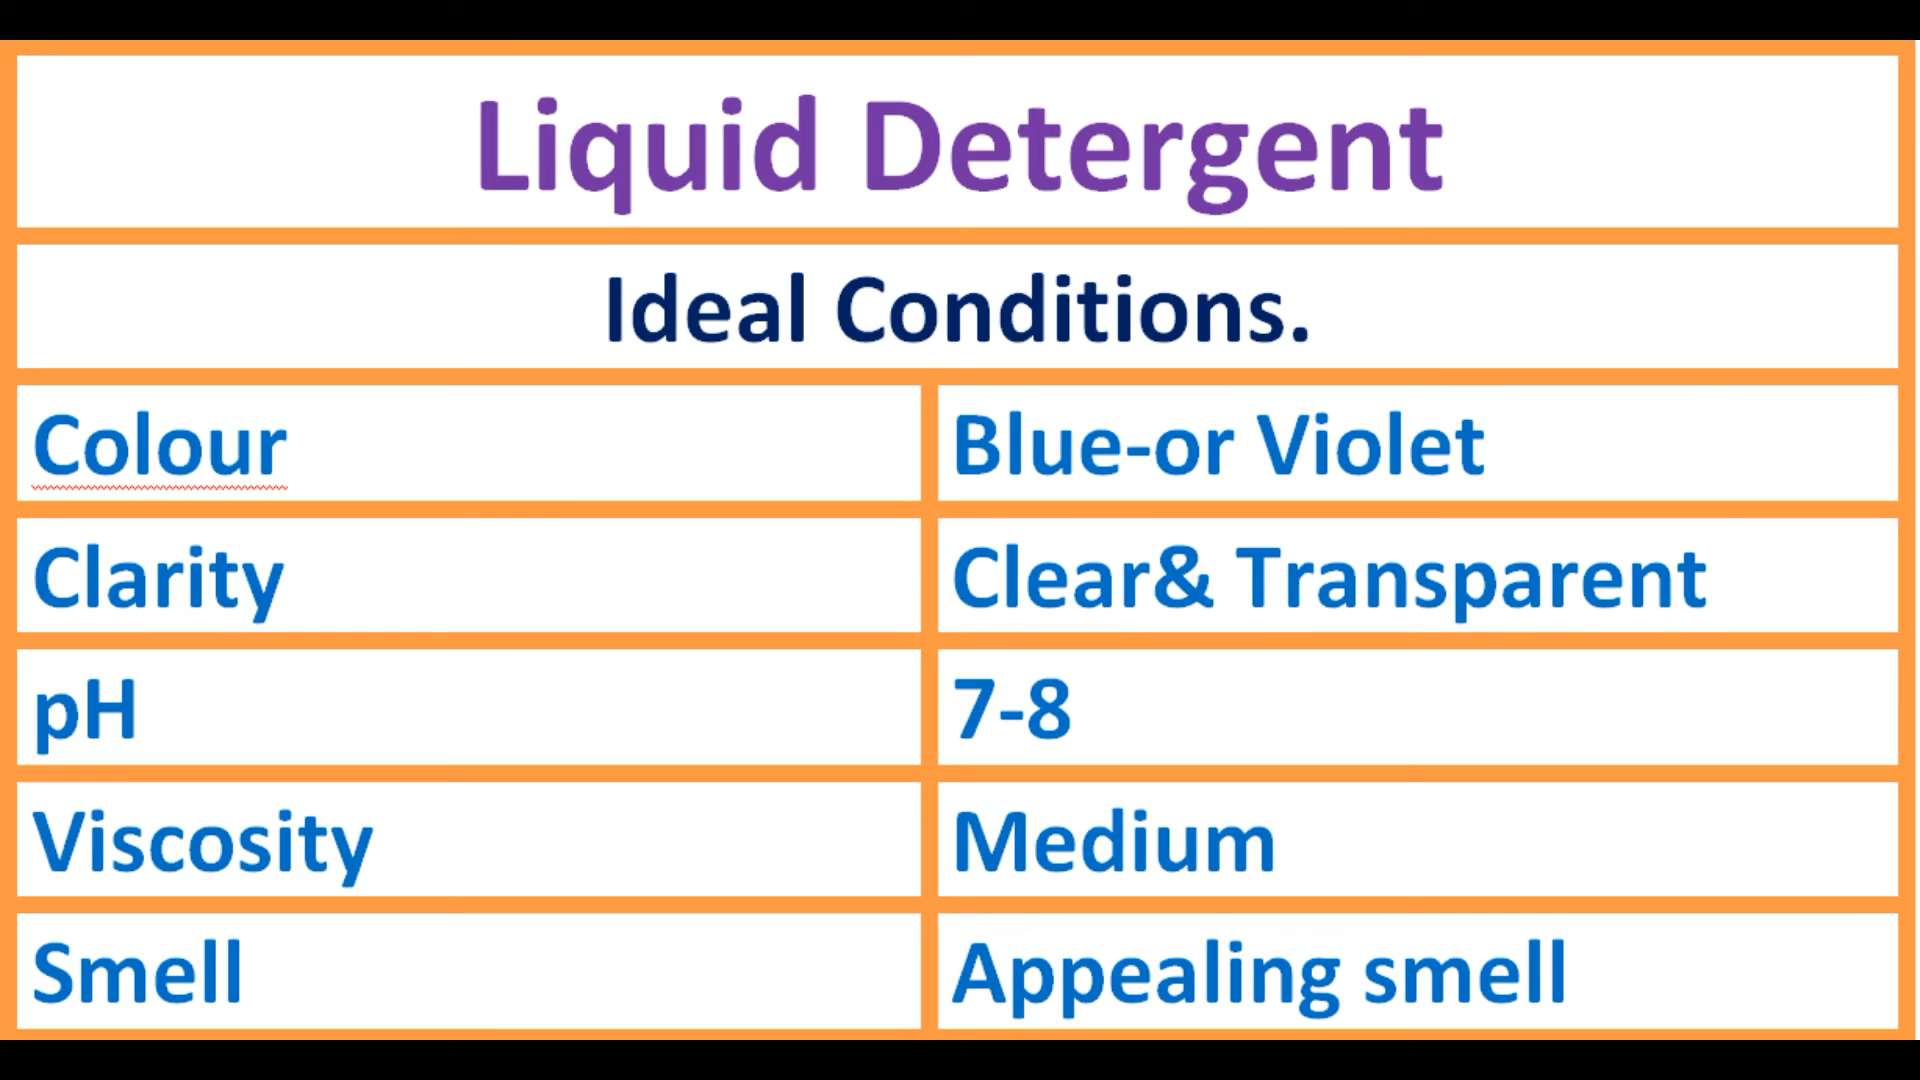 Liquid Detergent
Ideal Conditions.
Colour
Blue-or Violet
Clarity
Clear& Transparent
pH
7-8
Viscosity
Medium
Smell
Appealing smell